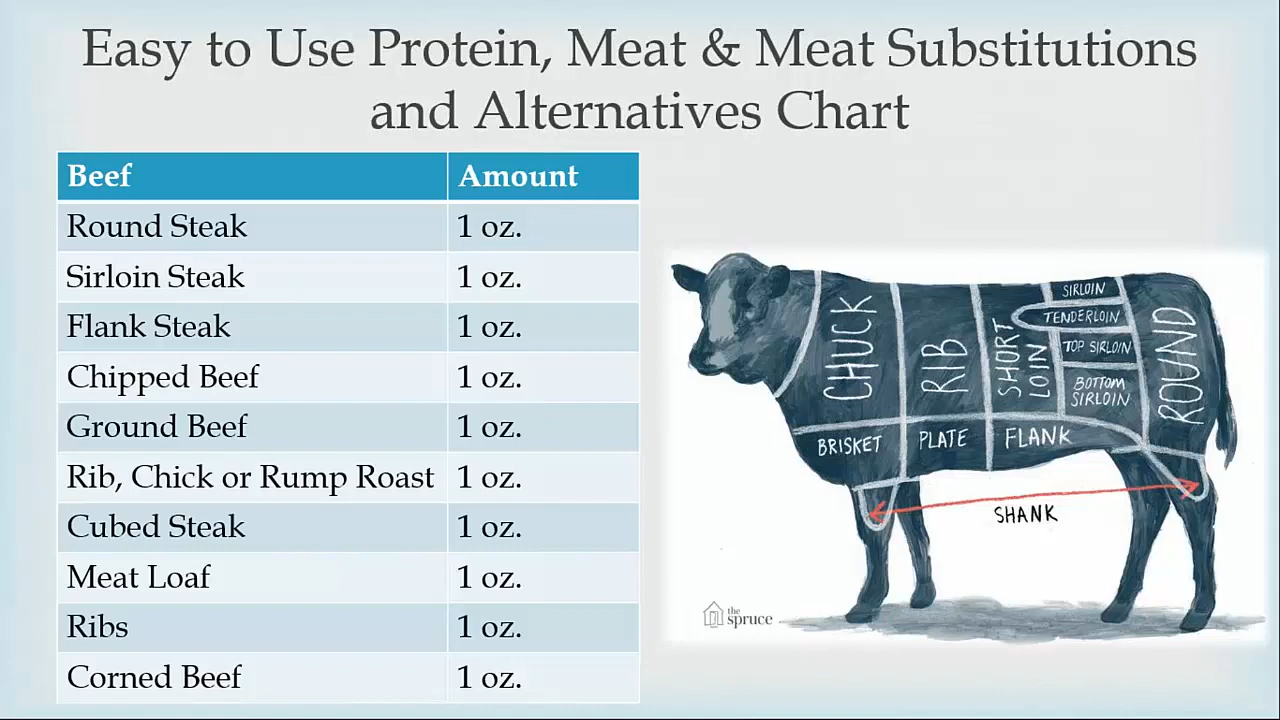 Easy to Use Protein, Meat & Meat Substitutions
and Alternatives Chart
Beef Amount
Round Steak 1 oz.
Sirloin Steak 1 oz.
Flank Steak 1 oz.
Chipped Beef 1 oz.
Ground Beef 1 oz.
Rib, Chick or Rump Roast 1 oz.
Cubed Steak 1 oz.
Meat Loaf 1 oz.
Ribs 1 oz.
Corned Beef 1 oz.
CHUCK
RIB
SHORT
LOIN
SIRLOIN
TENDERLOIN
TOP SIRLOIN
BOTTOM
SIRLOIN
ROUND
BRISKET
PLATE
FLANK
SHANK
the
spruce